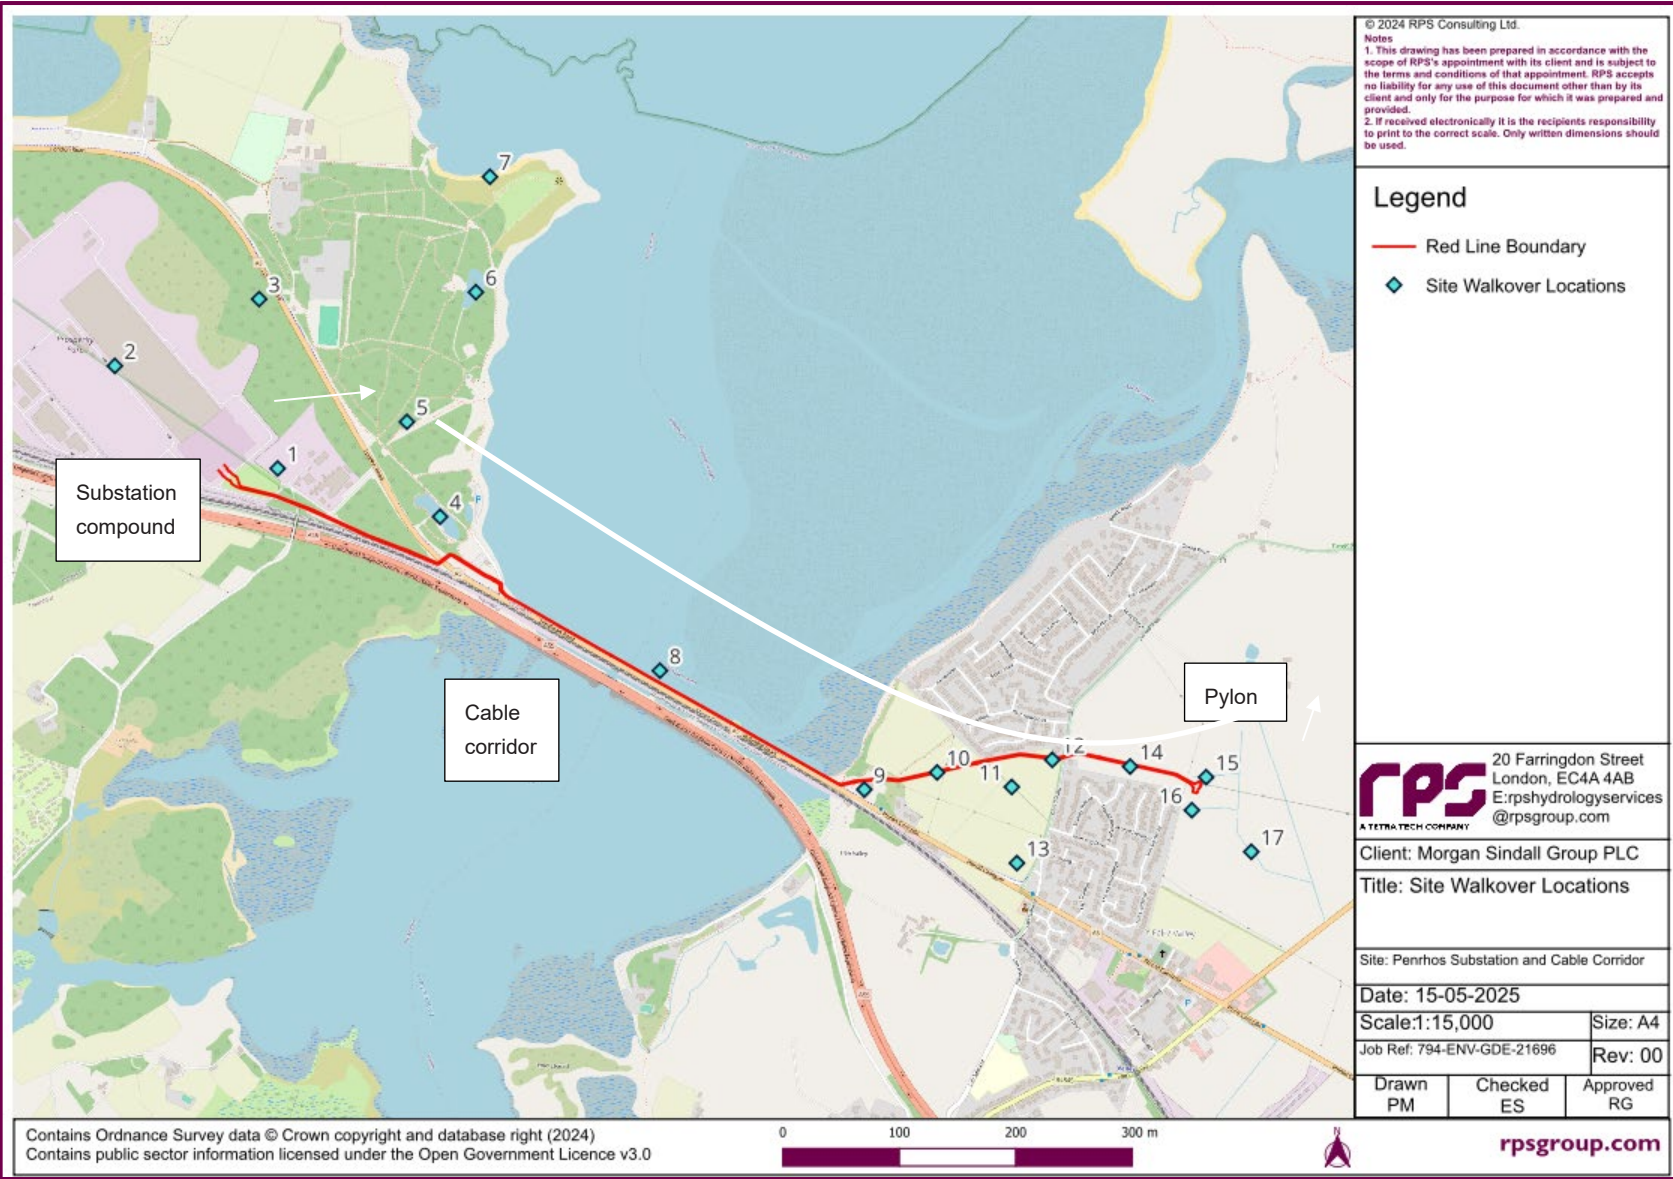 © 2024 RPS Consulting Ltd.
Notes
1. This drawing has been prepared in accordance with the
scope of RPS's appointment with its client and is subject to
the terms and conditions of that appointment. RPS accepts
no liability for any use of this document other than by its
client and only for the purpose for which it was prepared and
provided.
2. If received electronically it is the recipients responsibility
to print to the correct scale. Only written dimensions should
be used.
Legend
Red Line Boundary
Site Walkover Locations
7
6
3
2
5
1
4
Substation
compound
8
Cable
corridor
Pylon
9
10
11
12
14
15
16
17
13
P
P
rps
A TETRA TECH COMPANY
20 Farringdon Street
London, EC4A 4AB
E:rpshydrologyservices
@rpsgroup.com
Client: Morgan Sindall Group PLC
Title: Site Walkover Locations
Site: Penrhos Substation and Cable Corridor
Date: 15-05-2025
Scale:1:15,000
Size: A4
Job Ref: 794-ENV-GDE-21696
Rev: 00
Drawn
PM
Checked
ES
Approved
RG
Contains Ordnance Survey data © Crown copyright and database right (2024)
Contains public sector information licensed under the Open Government Licence v3.0
0 100 200 300 m
N
rpsgroup.com